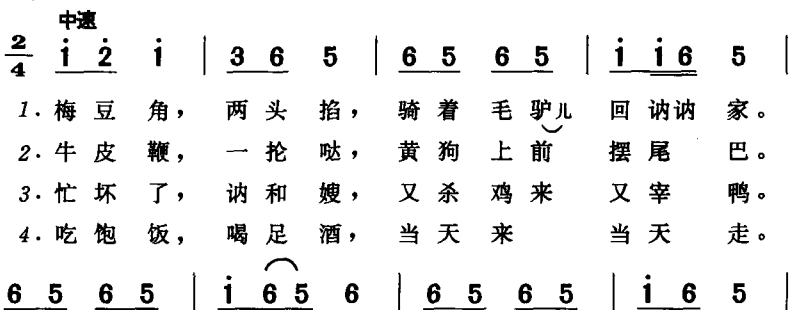 中速
2/4 i̇ 2̇ i̇ | 3 6 5 | 6 5 6 5 | i̇ i̇6 5 |
1.梅豆角，两头掐，骑着毛驴儿回讷讷家。
2.牛皮鞭，一抡哒，黄狗上前摆尾巴。
3.忙坏了，讷和嫂，又杀鸡来又宰鸭。
4.吃饱饭，喝足酒，当天来当天走。
6 5 6 5 | i̇ 6 5 6 | 6 5 6 5 | i̇ 6 5 |